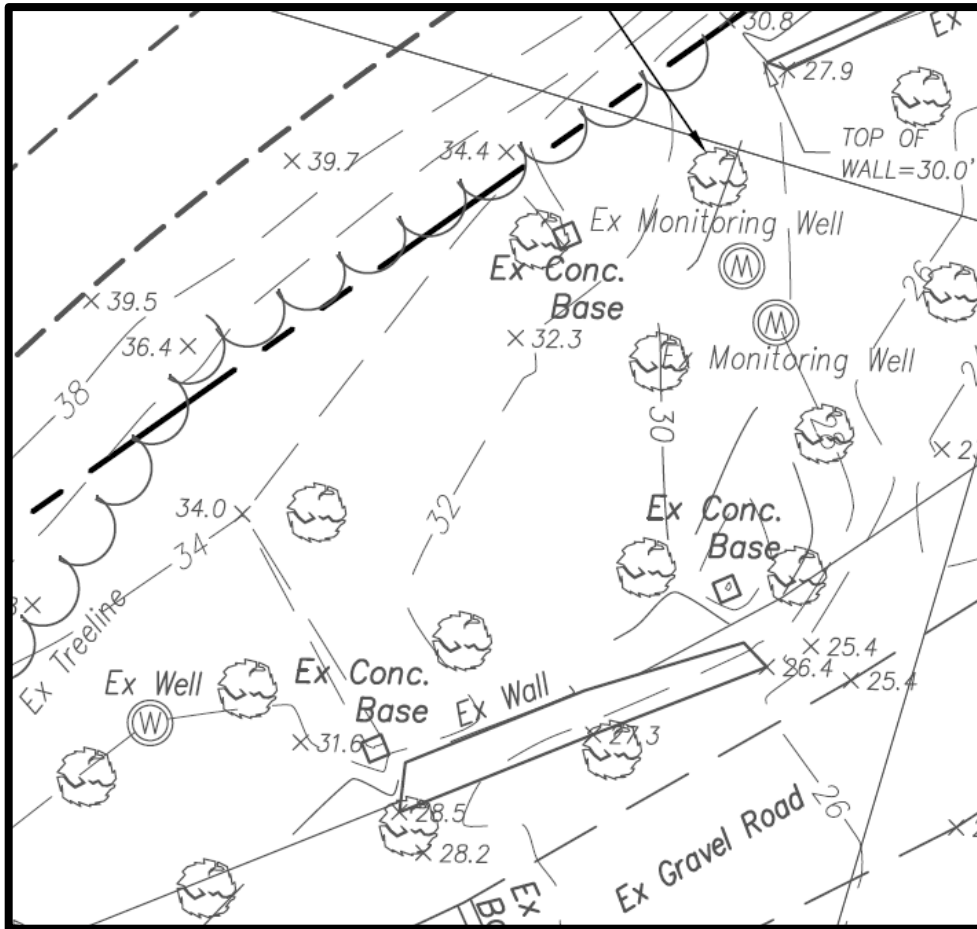 30.8
Ex
27.9
TOP OF
WALL=30.0'
39.7
34.4
Ex Monitoring Well
W
Ex Conc.
Base
39.5
32.3
W
Ex Monitoring Well
36.4
38
30
32
34.0
34
Ex Conc.
Base
Ex Treeline
25.4
26.4
25.4
Ex Well
W
Ex Conc.
Base
Ex Wall
31.6
27.3
28.5
28.2
26
Ex Gravel Road
Ex